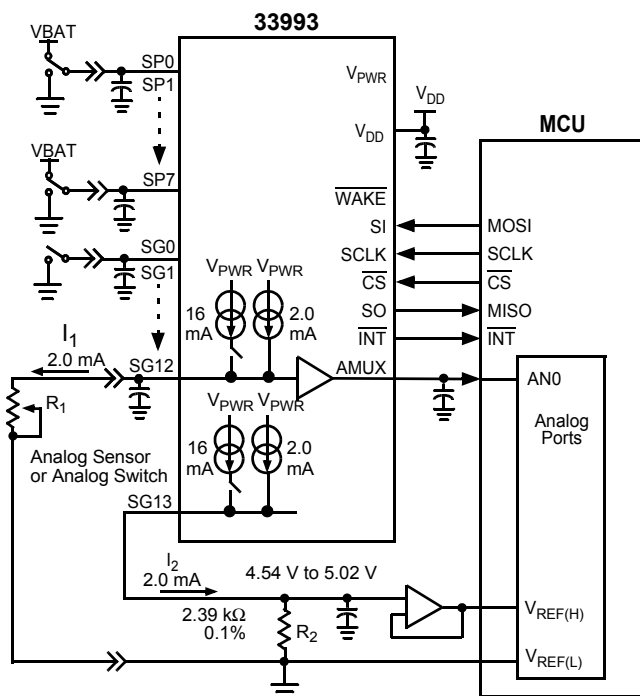 33993
VBAT
SP0
SP1
VPWR
VDD
VDD
MCU
VBAT
SP7
WAKE
SI
MOSI
SG0
SG1
SCLK
SCLK
CS
CS
VPWR VPWR
SO
MISO
16 mA
2.0 mA
INT
INT
I1
2.0 mA
SG12
AMUX
AN0
R1
VPWR VPWR
Analog Ports
Analog Sensor
or Analog Switch
16 mA
2.0 mA
SG13
I2
2.0 mA
4.54 V to 5.02 V
2.39 kΩ
0.1%
R2
VREF(H)
VREF(L)